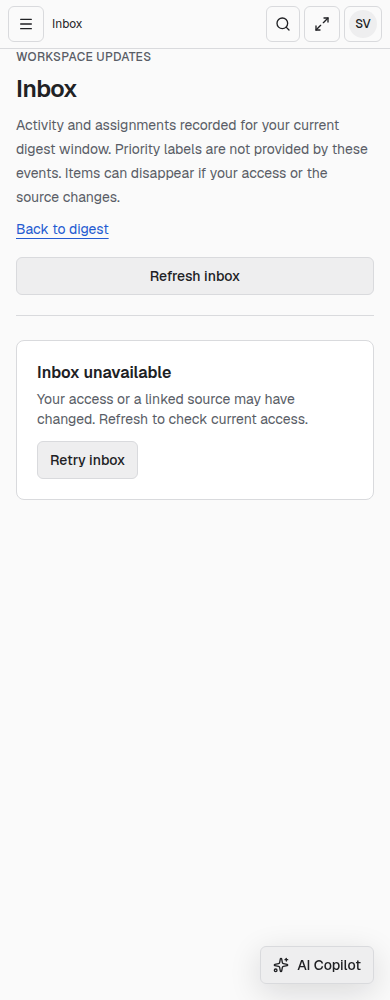 Inbox
SV
WORKSPACE UPDATES
Inbox
Activity and assignments recorded for your current
digest window. Priority labels are not provided by these
events. Items can disappear if your access or the
source changes.
Back to digest
Refresh inbox
Inbox unavailable
Your access or a linked source may have
changed. Refresh to check current access.
Retry inbox
AI Copilot